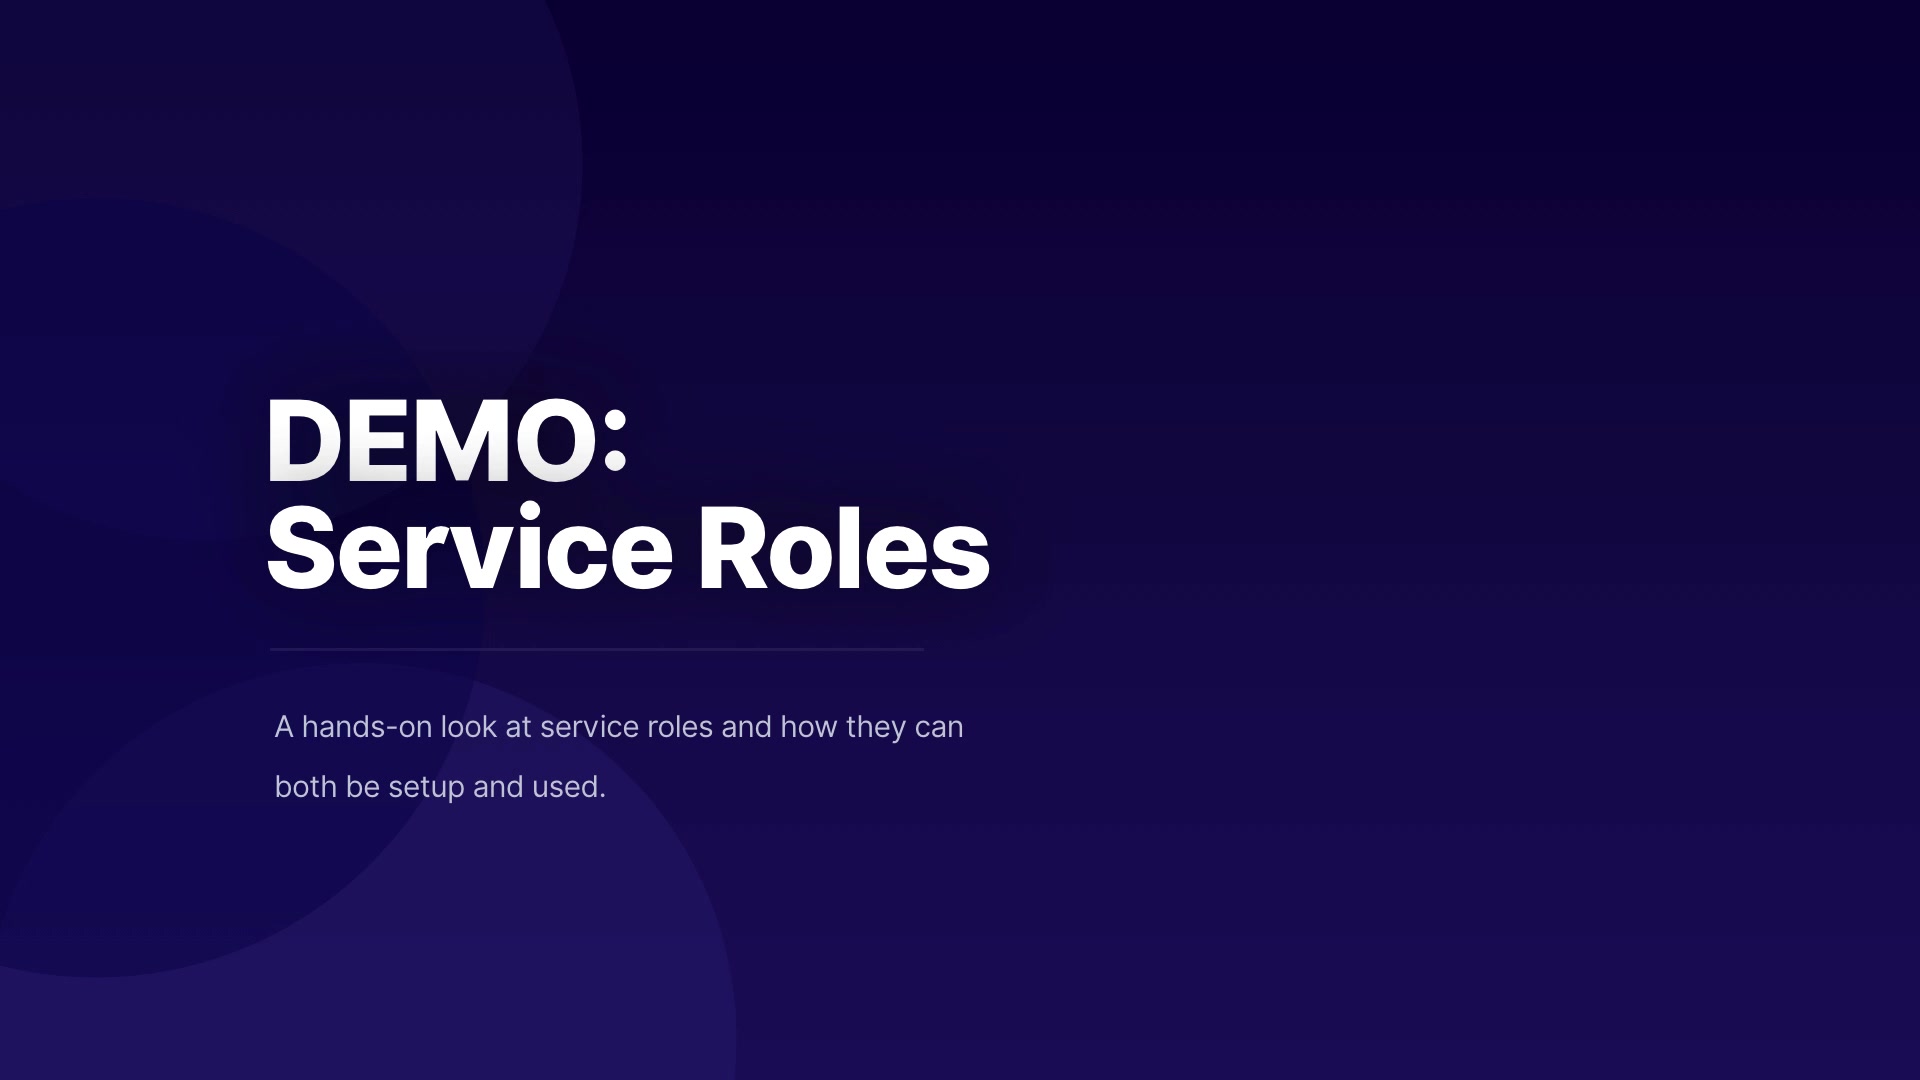 DEMO:
Service Roles
A hands-on look at service roles and how they can
both be setup and used.